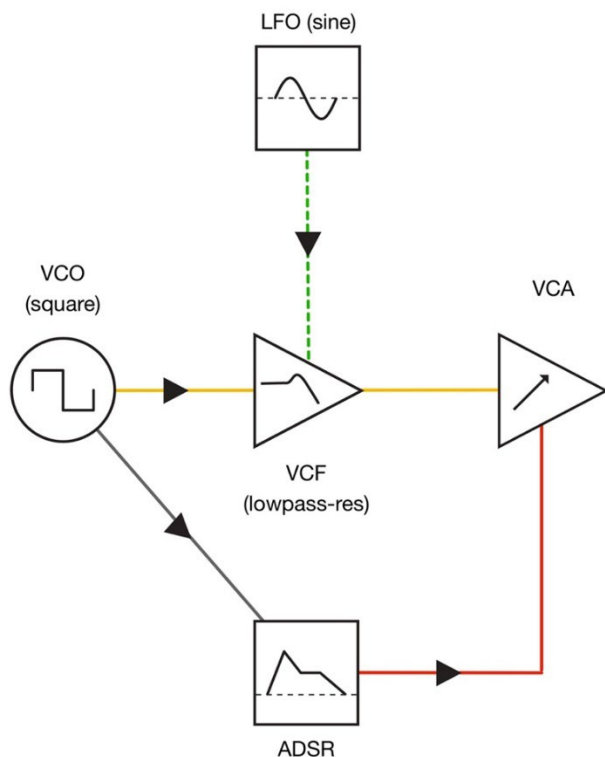 LFO (sine)
VCO
(square)
VCA
VCF
(lowpass-res)
ADSR